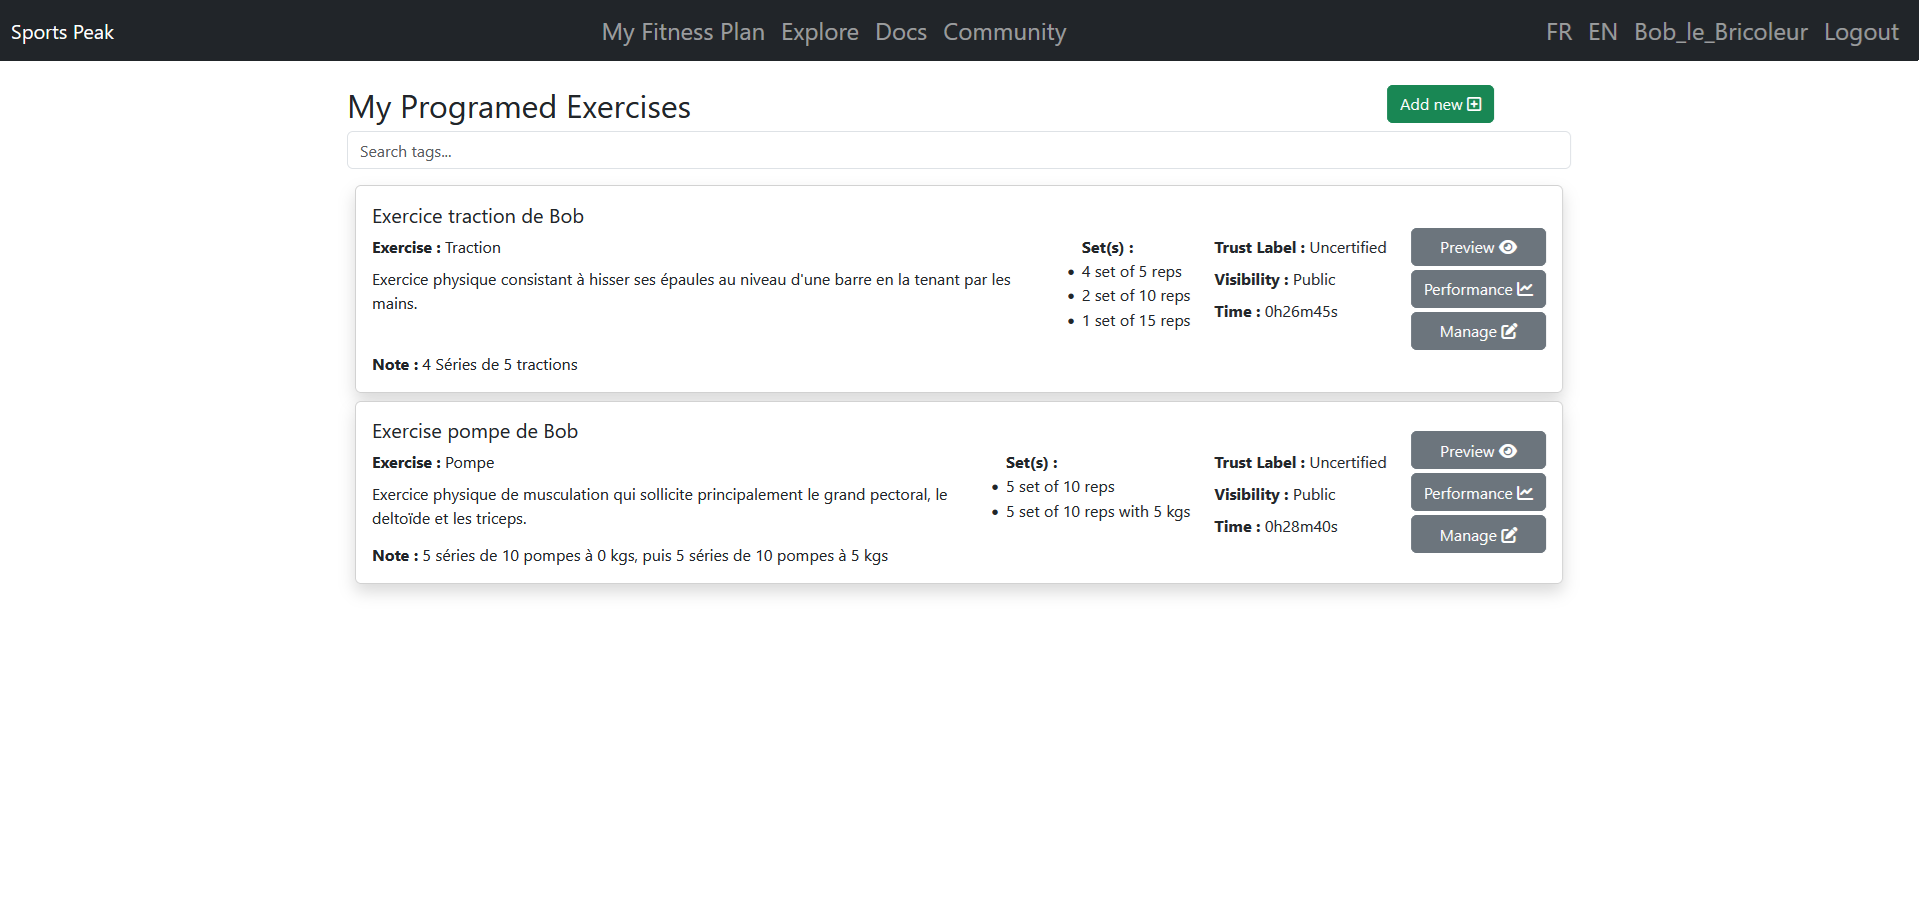 Sports Peak
My Fitness Plan Explore Docs Community
FR EN Bob_le_Bricoleur Logout
My Programed Exercises
Add new
Search tags...
Exercice traction de Bob
Exercise : Traction
Exercice physique consistant à hisser ses épaules au niveau d'une barre en la tenant par les
mains.
Set(s) :
4 set of 5 reps
2 set of 10 reps
1 set of 15 reps
Trust Label : Uncertified
Visibility : Public
Time : 0h26m45s
Preview
Performance
Manage
Note : 4 Séries de 5 tractions
Exercise pompe de Bob
Exercise : Pompe
Exercice physique de musculation qui sollicite principalement le grand pectoral, le
deltoïde et les triceps.
Set(s) :
5 set of 10 reps
5 set of 10 reps with 5 kgs
Trust Label : Uncertified
Visibility : Public
Time : 0h28m40s
Preview
Performance
Manage
Note : 5 séries de 10 pompes à 0 kgs, puis 5 séries de 10 pompes à 5 kgs